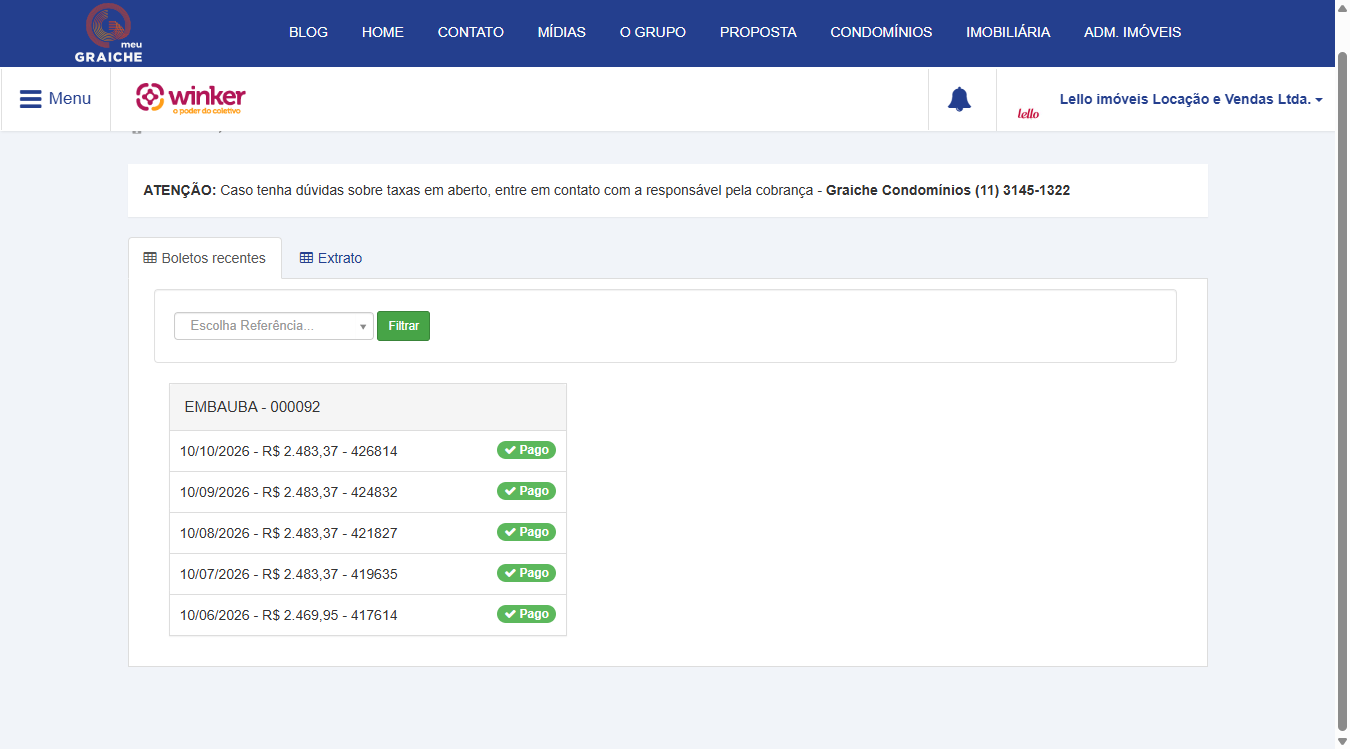 meu
GRAICHE
BLOG HOME CONTATO MÍDIAS O GRUPO PROPOSTA CONDOMÍNIOS IMOBILIÁRIA ADM. IMÓVEIS
Menu
winker
o poder do coletivo
lello
Lello imóveis Locação e Vendas Ltda.
ATENÇÃO: Caso tenha dúvidas sobre taxas em aberto, entre em contato com a responsável pela cobrança - Graiche Condomínios (11) 3145-1322
Boletos recentes Extrato
Escolha Referência... Filtrar
EMBAUBA - 000092
10/10/2026 - R$ 2.483,37 - 426814 Pago
10/09/2026 - R$ 2.483,37 - 424832 Pago
10/08/2026 - R$ 2.483,37 - 421827 Pago
10/07/2026 - R$ 2.483,37 - 419635 Pago
10/06/2026 - R$ 2.469,95 - 417614 Pago